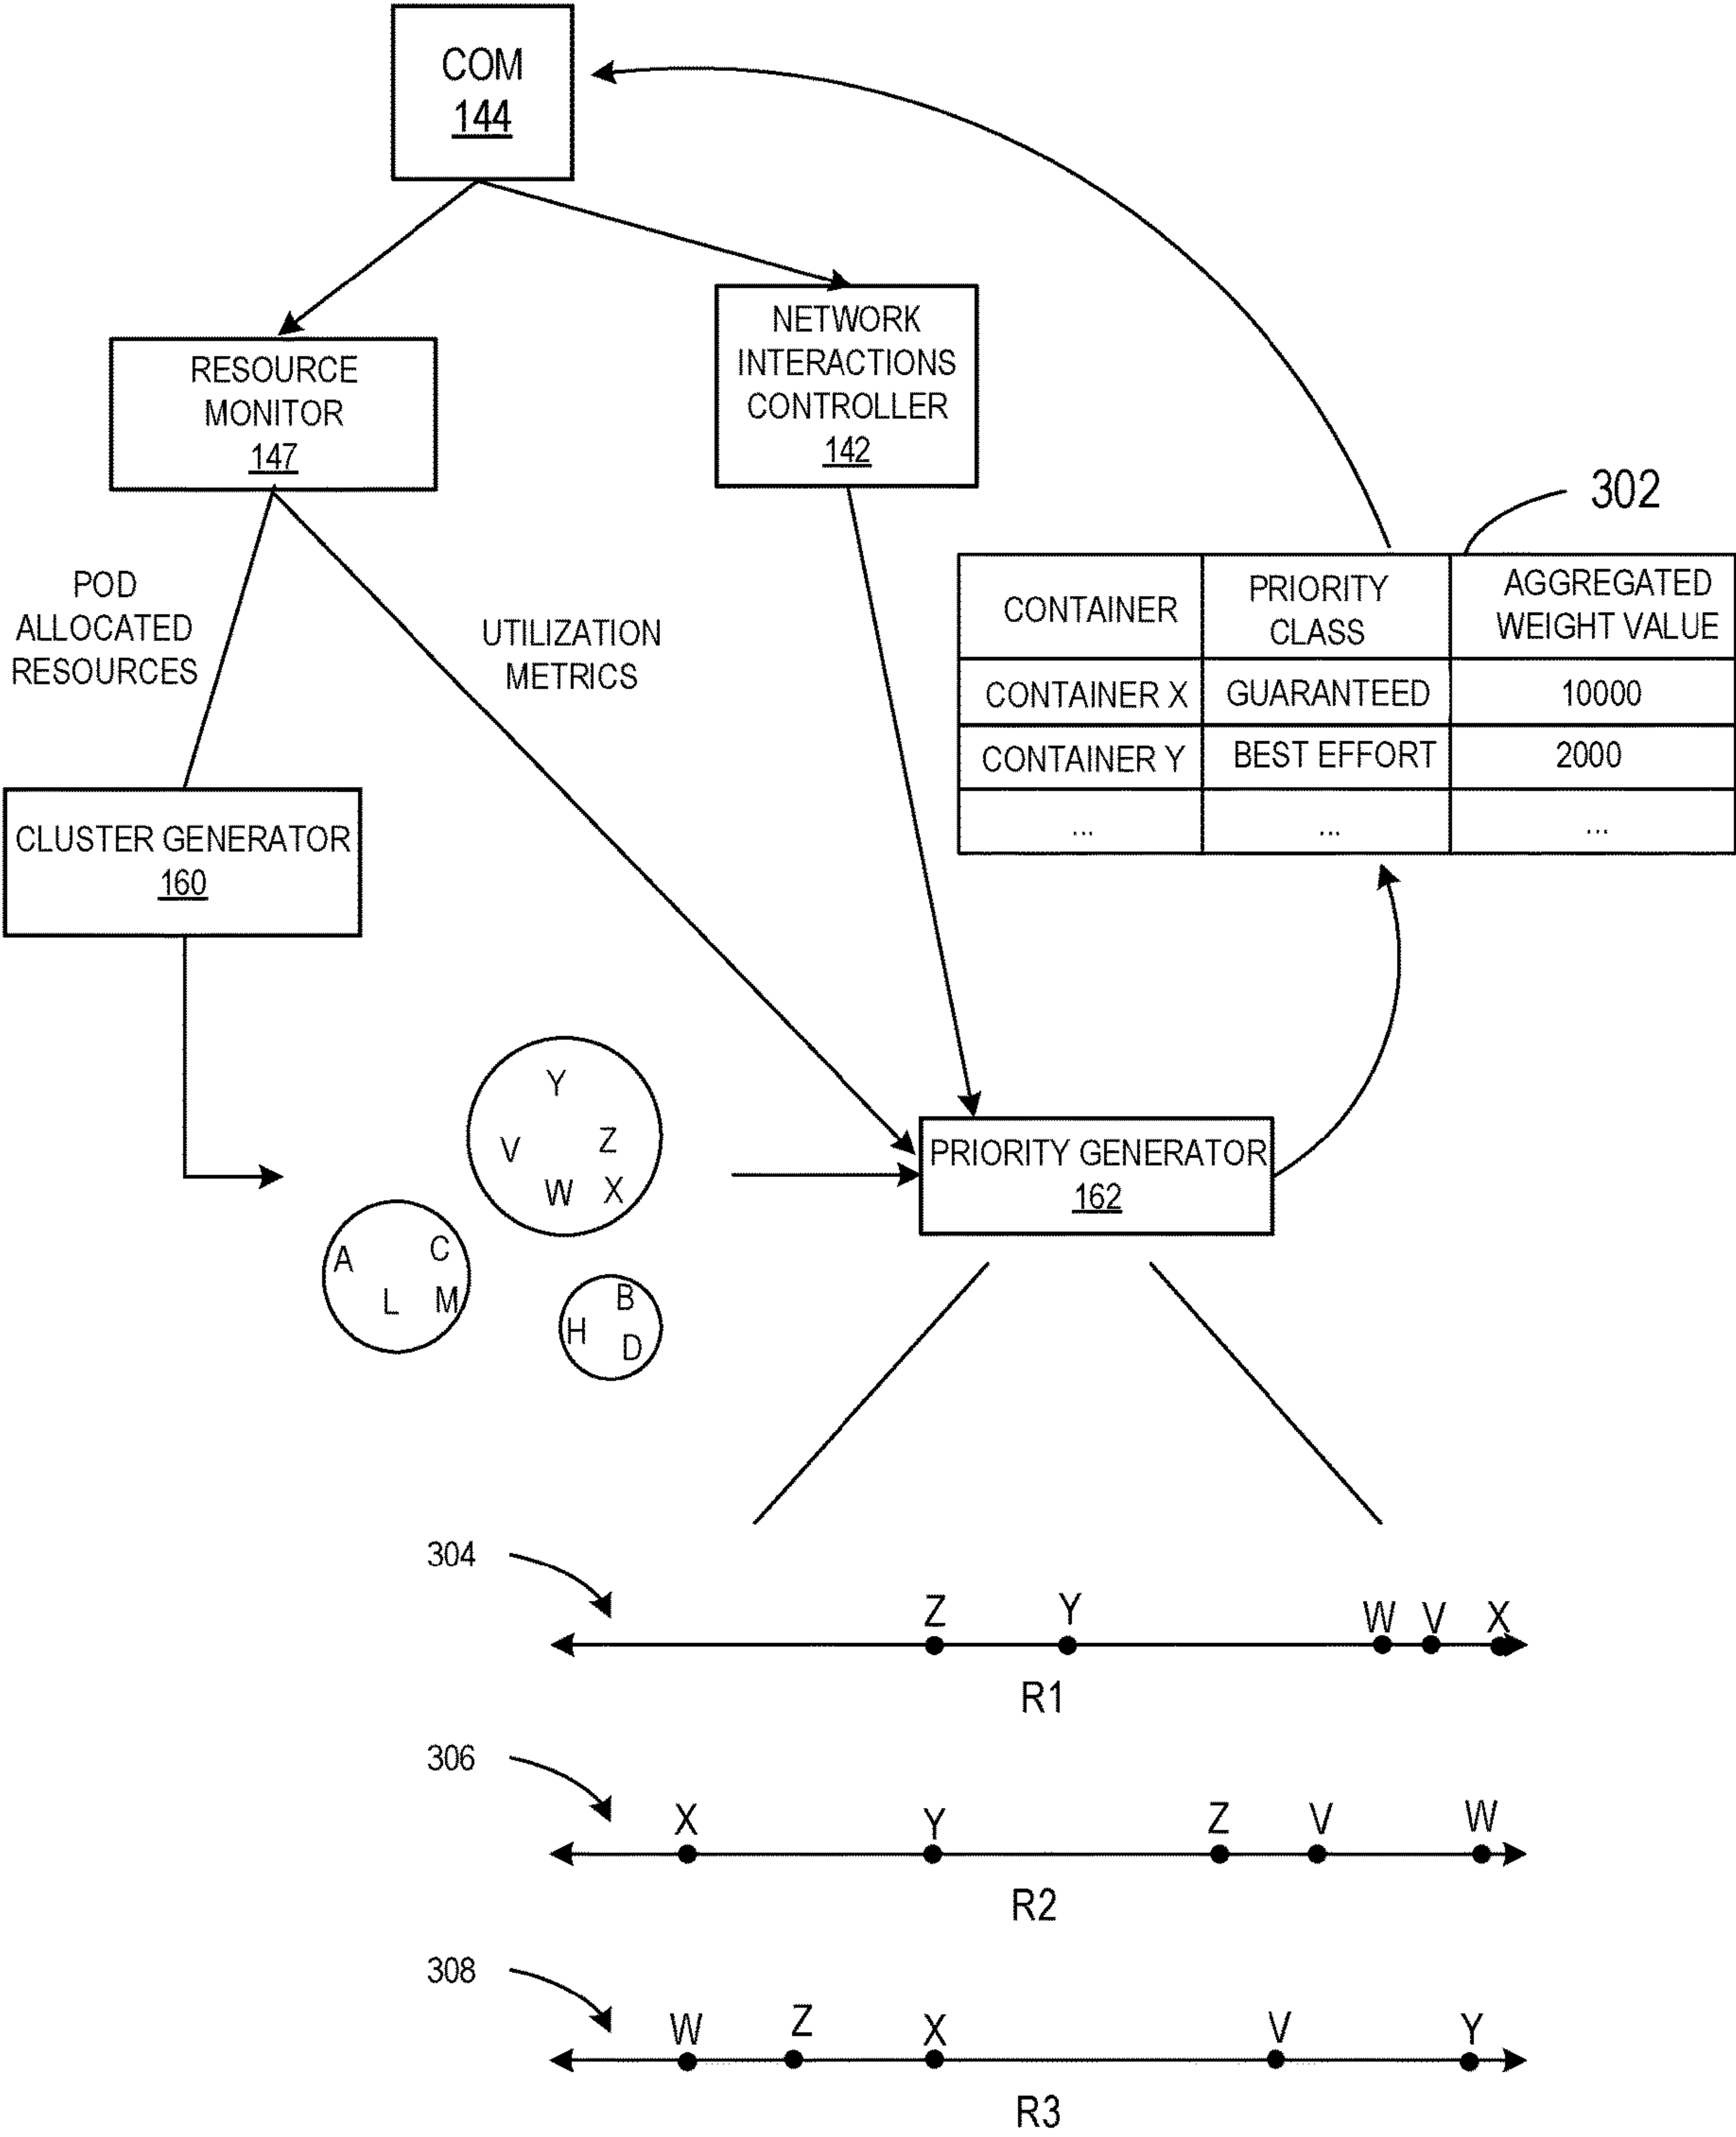 COM
144
NETWORK
INTERACTIONS
CONTROLLER
142
RESOURCE
MONITOR
147
302
POD
ALLOCATED
RESOURCES
UTILIZATION
METRICS
CONTAINER PRIORITY CLASS AGGREGATED WEIGHT VALUE
CONTAINER X GUARANTEED 10000
CONTAINER Y BEST EFFORT 2000
... ... ...
CLUSTER GENERATOR
160
Y
V Z
W X
PRIORITY GENERATOR
162
A C
L M
B
H D
304
Z Y W V X
R1
306
X Y Z V W
R2
308
W Z X V Y
R3